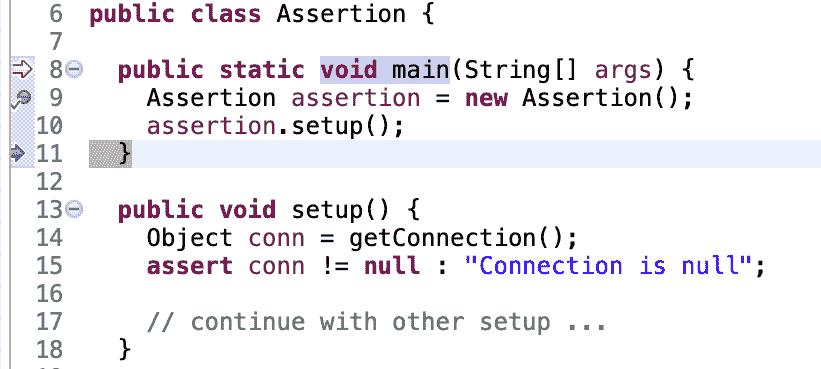 6 public class Assertion {
7
8 public static void main(String[] args) {
9 Assertion assertion = new Assertion();
10 assertion.setup();
11 }
12
13 public void setup() {
14 Object conn = getConnection();
15 assert conn != null : "Connection is null";
16
17 // continue with other setup ...
18 }